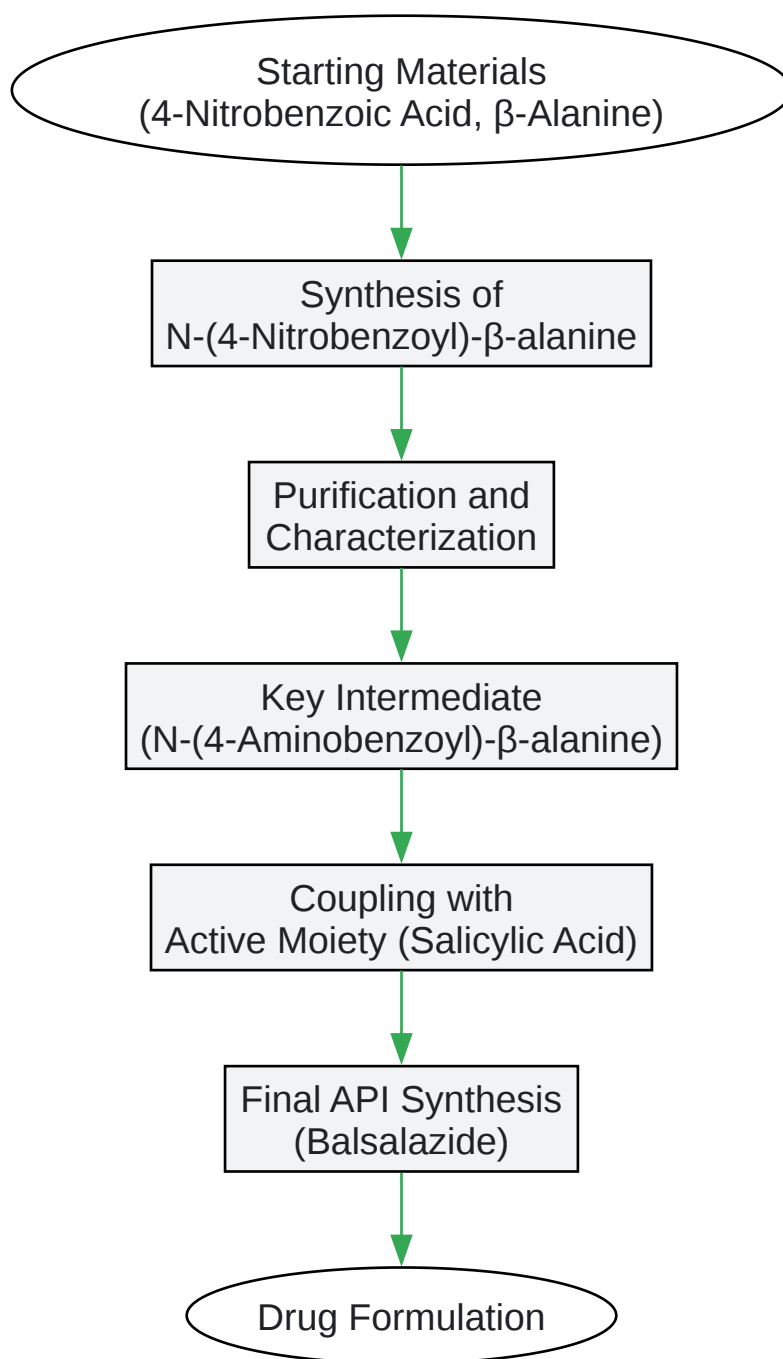 Starting Materials
(4-Nitrobenzoic Acid, β-Alanine)
Synthesis of
N-(4-Nitrobenzoyl)-β-alanine
Purification and
Characterization
Key Intermediate
(N-(4-Aminobenzoyl)-β-alanine)
Coupling with
Active Moiety (Salicylic Acid)
Final API Synthesis
(Balsalazide)
Drug Formulation